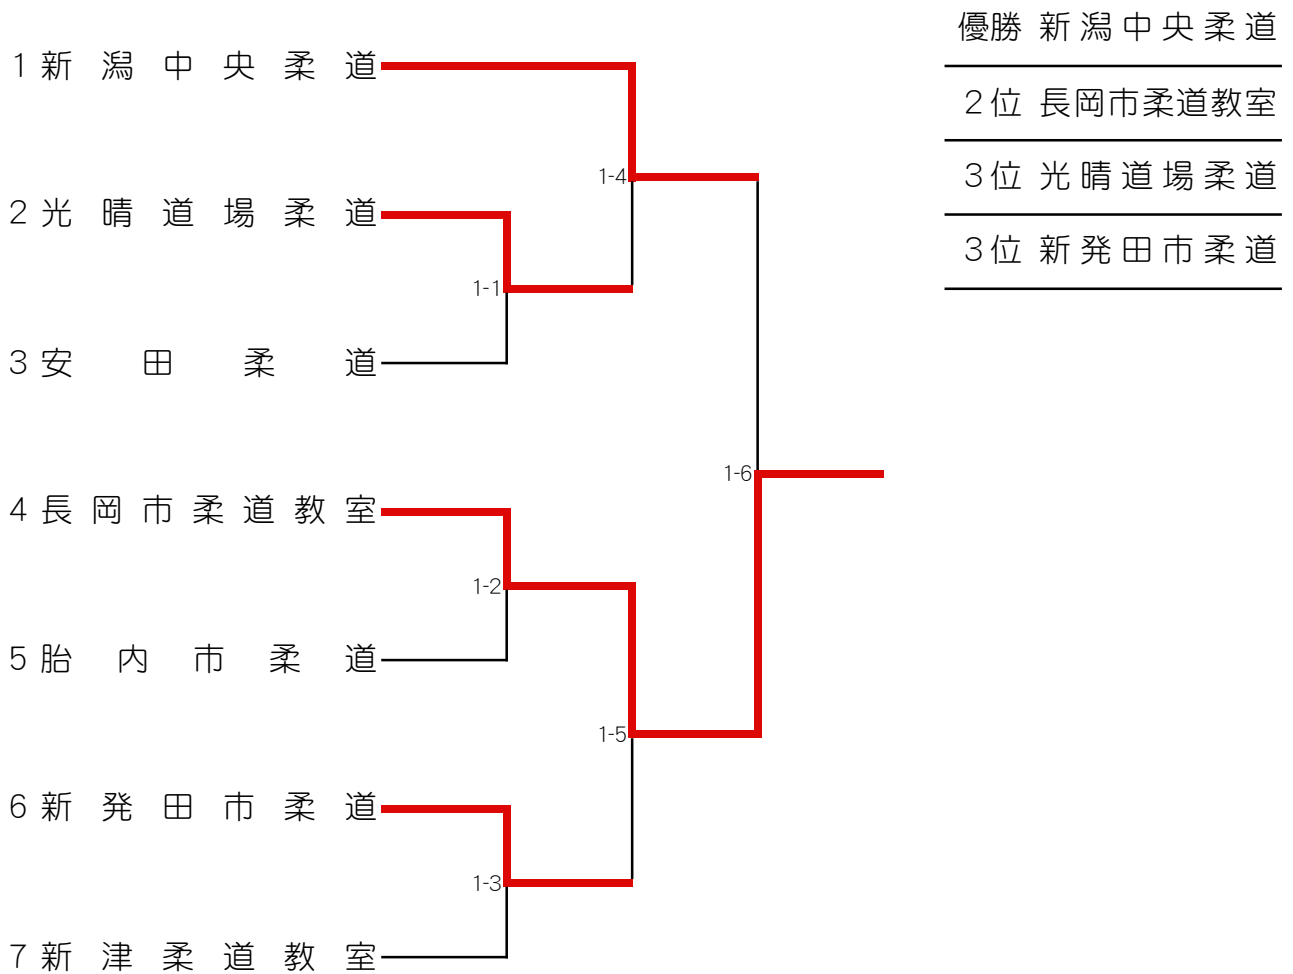 優勝 新潟中央柔道
2位 長岡市柔道教室
3位 光晴道場柔道
3位 新発田市柔道
1 新潟中央柔道
1-4
2 光晴道場柔道
1-1
3 安田柔道
1-6
4 長岡市柔道教室
1-2
5 胎内市柔道
1-5
6 新発田市柔道
1-3
7 新津柔道教室